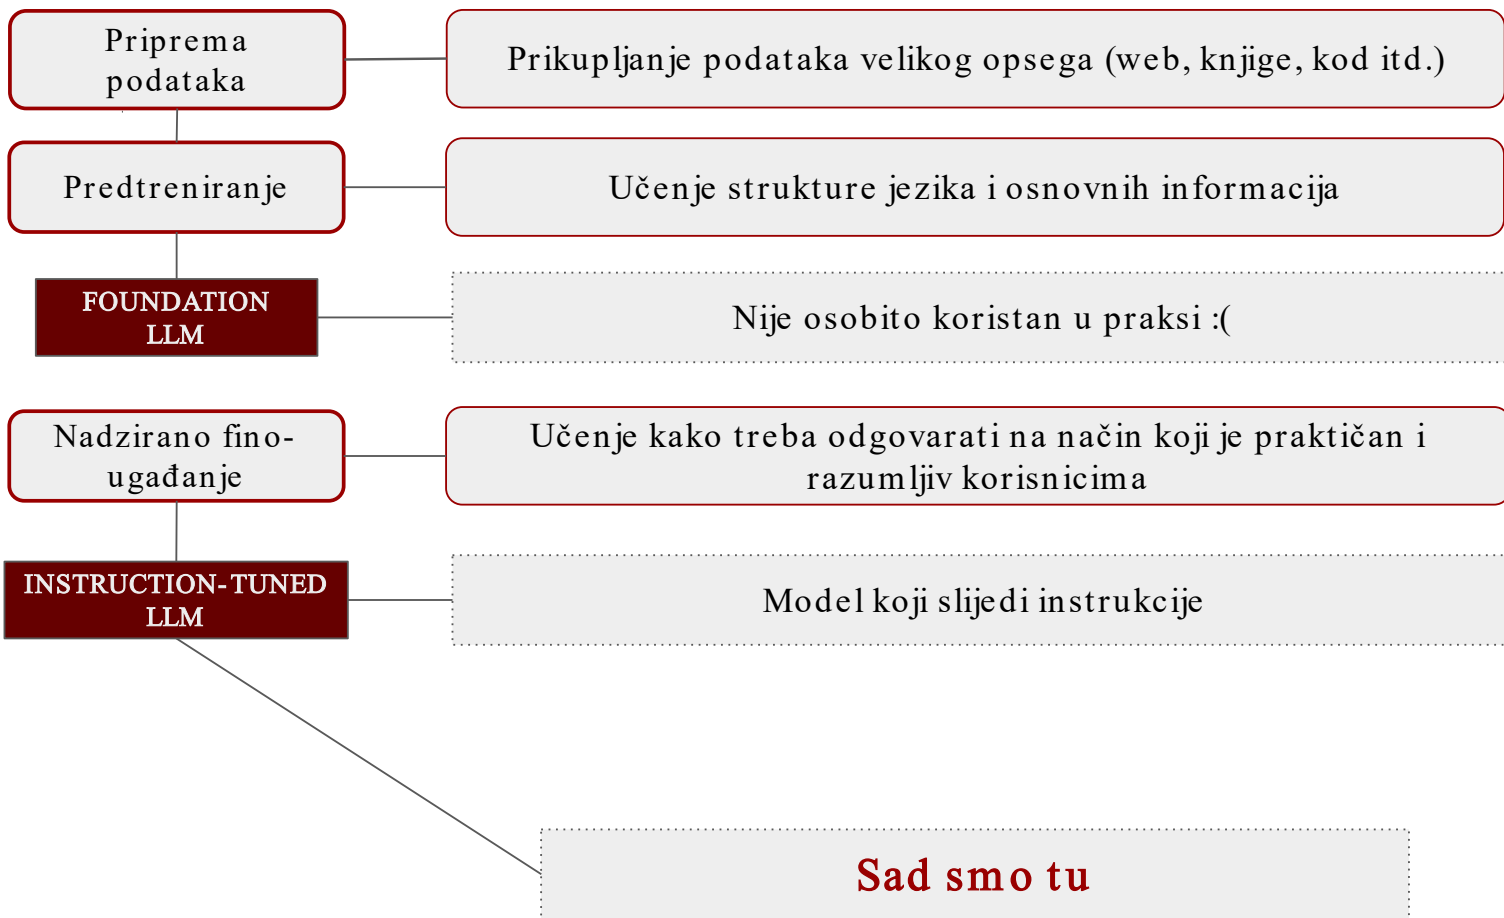 Priprema
podataka
Prikupljanje podataka velikog opsega (web, knjige, kod itd.)
Predtreniranje
Učenje strukture jezika i osnovnih informacija
FOUNDATION
LLM
Nije osobito koristan u praksi :(
Nadzirano fino-
ugađanje
Učenje kako treba odgovarati na način koji je praktičan i
razumljiv korisnicima
INSTRUCTION-TUNED
LLM
Model koji slijedi instrukcije
Sad smo tu